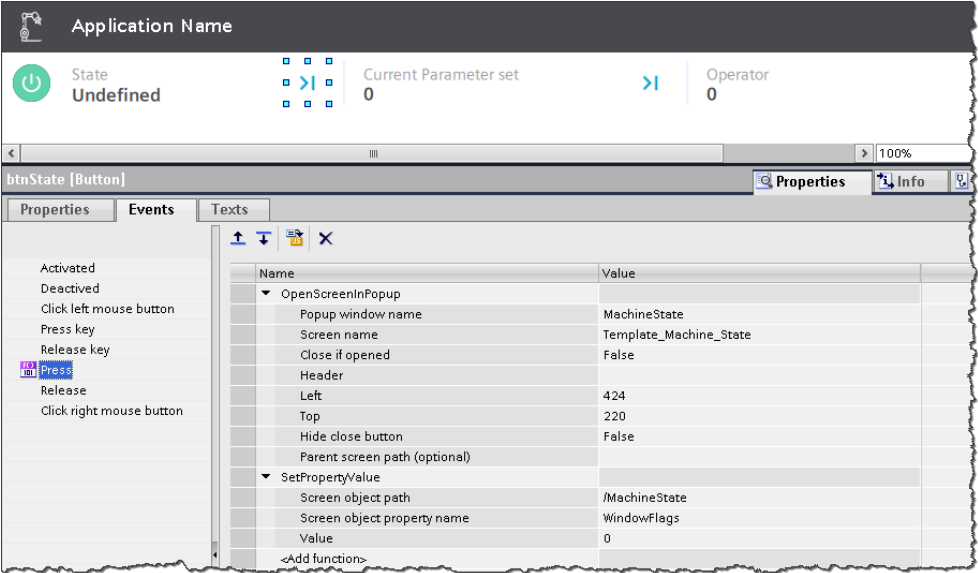 Application Name
State
Undefined
Current Parameter set
0
Operator
0
100%
btnState [Button]
Properties
Info
Properties
Events
Texts
Activated
Deactived
Click left mouse button
Press key
Release key
Press
Release
Click right mouse button
Name Value
OpenScreenInPopup
Popup window name MachineState
Screen name Template_Machine_State
Close if opened False
Header
Left 424
Top 220
Hide close button False
Parent screen path (optional)
SetPropertyValue
Screen object path /MachineState
Screen object property name WindowFlags
Value 0
<Add function>